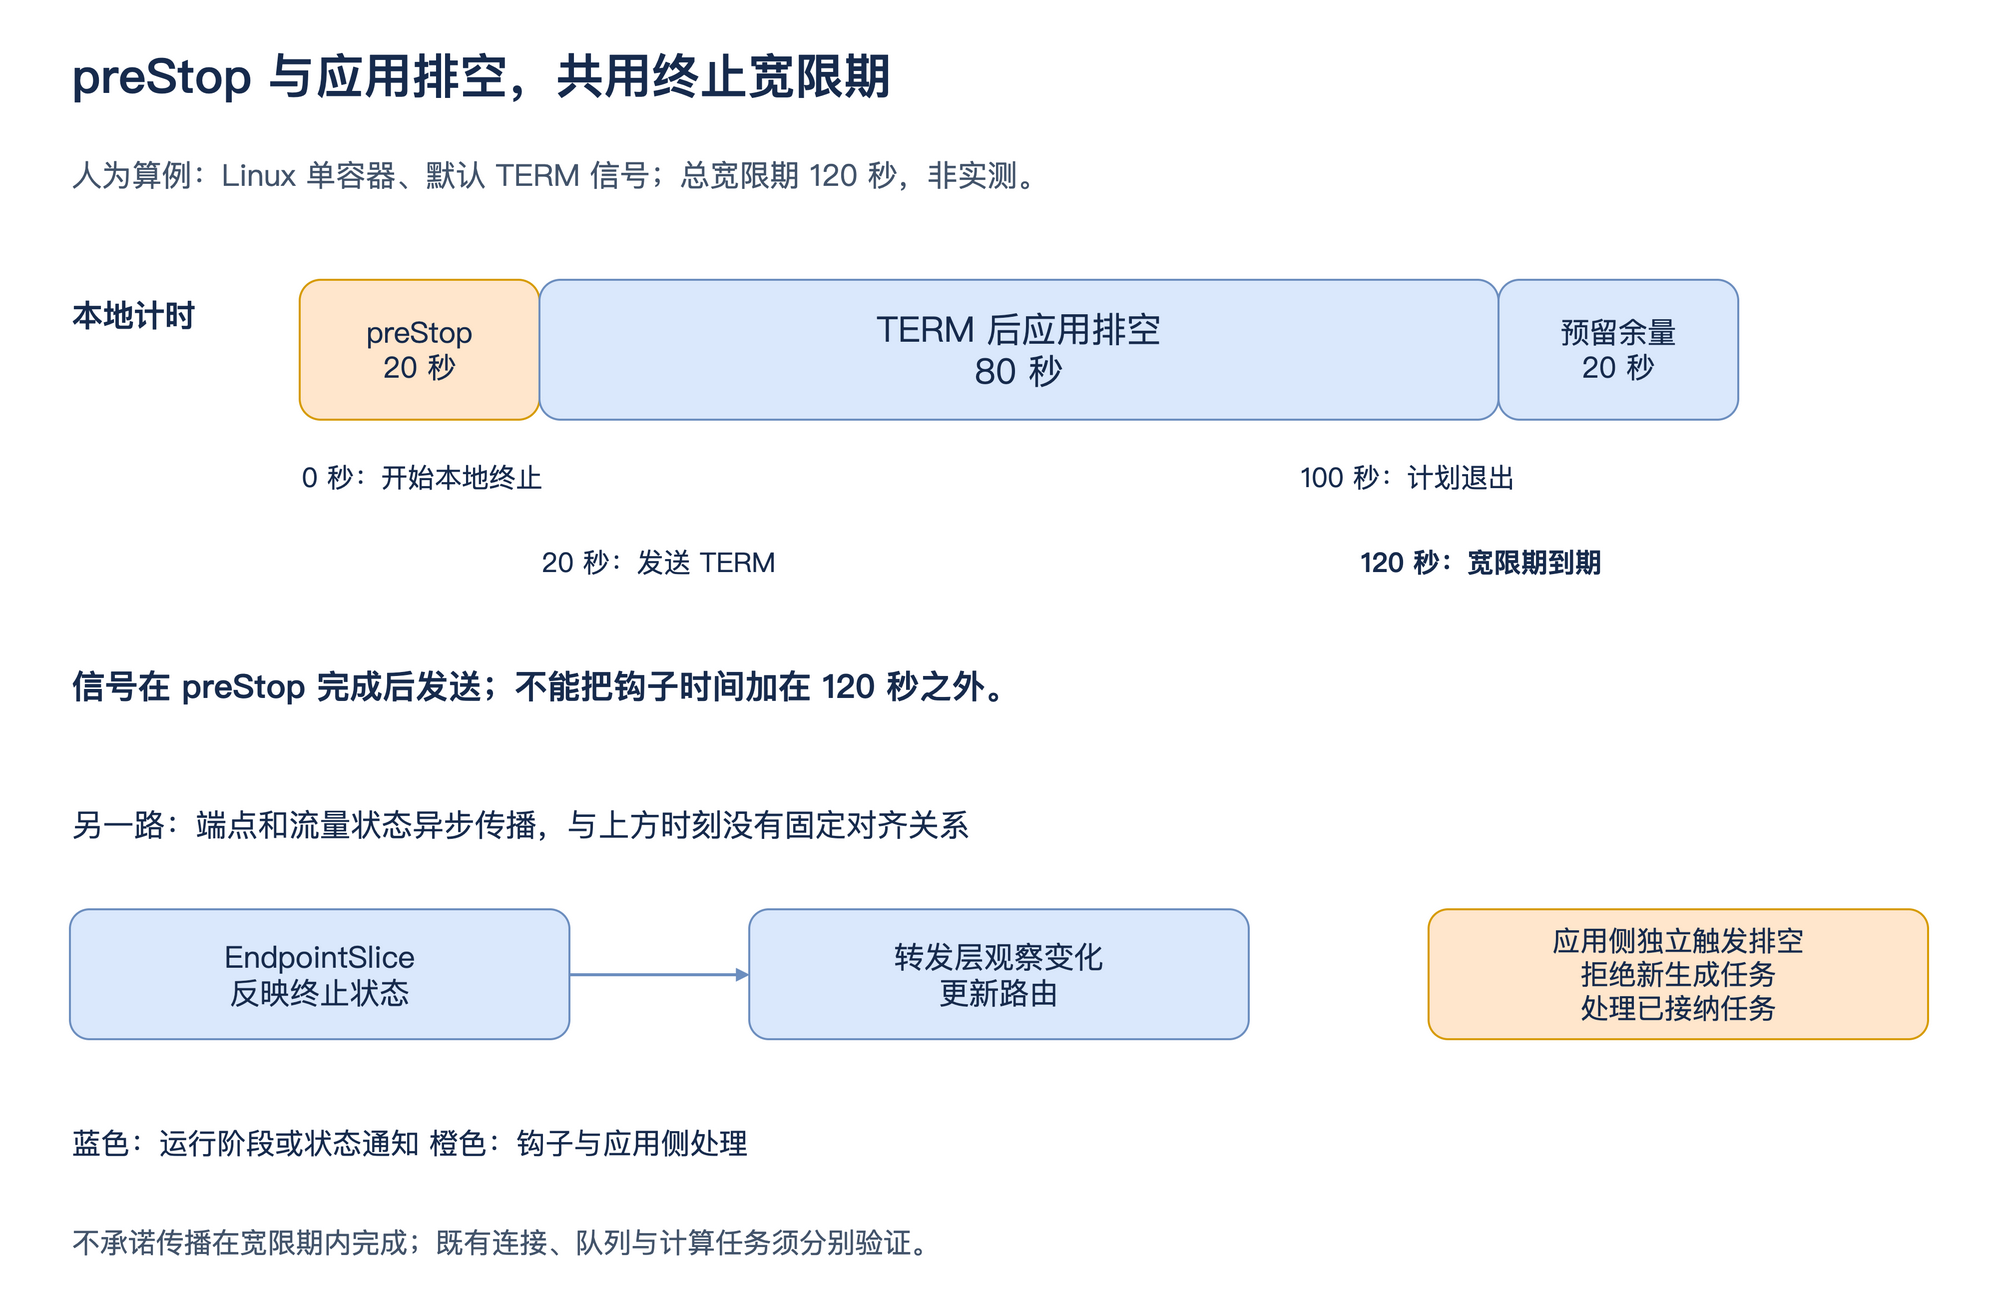 preStop 与应用排空，共用终止宽限期
人为算例：Linux 单容器、默认 TERM 信号；总宽限期 120 秒，非实测。
本地计时
preStop
20 秒
TERM 后应用排空
80 秒
预留余量
20 秒
0 秒：开始本地终止
100 秒：计划退出
20 秒：发送 TERM
120 秒：宽限期到期
信号在 preStop 完成后发送；不能把钩子时间加在 120 秒之外。
另一路：端点和流量状态异步传播，与上方时刻没有固定对齐关系
EndpointSlice
反映终止状态
转发层观察变化
更新路由
应用侧独立触发排空
拒绝新生成任务
处理已接纳任务
蓝色：运行阶段或状态通知 橙色：钩子与应用侧处理
不承诺传播在宽限期内完成；既有连接、队列与计算任务须分别验证。